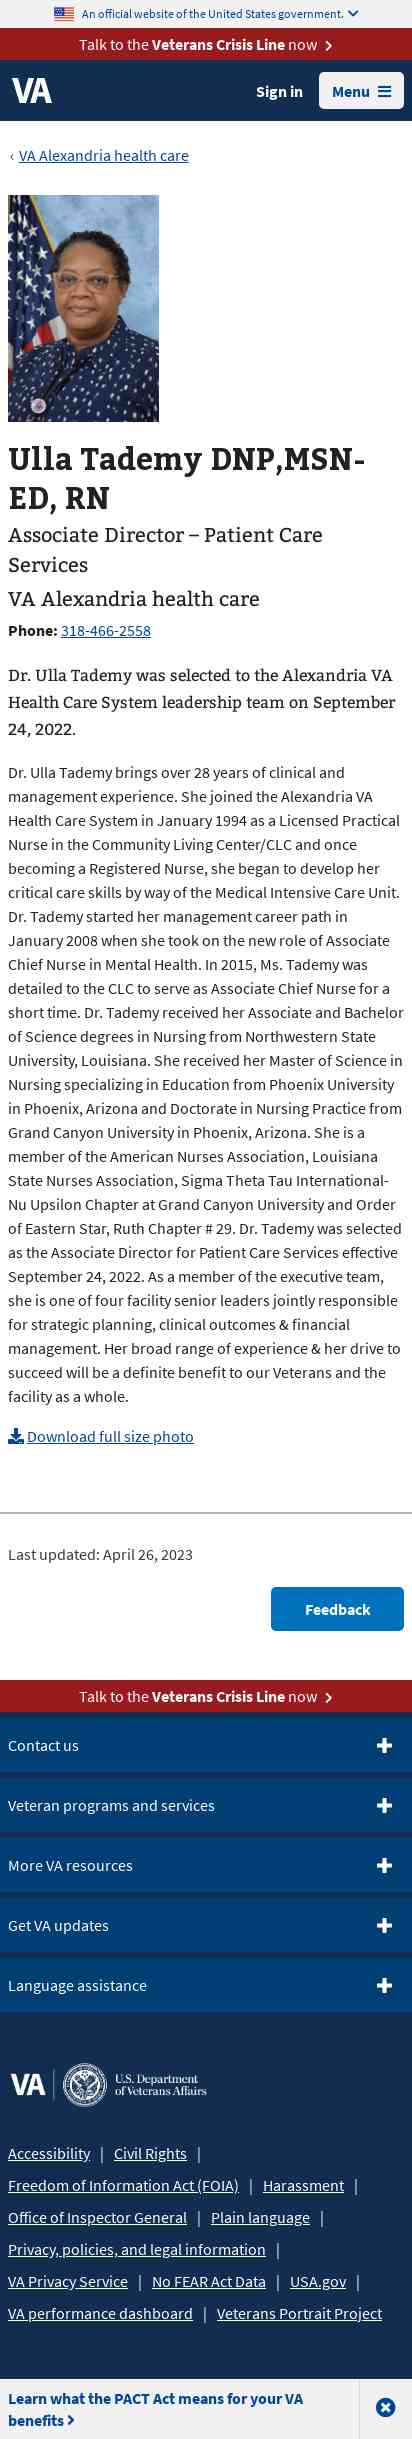 An official website of the United States government.
Talk to the Veterans Crisis Line now
VA
Sign in
Menu
‹ VA Alexandria health care
Ulla Tademy DNP,MSN-
ED, RN
Associate Director – Patient Care
Services
VA Alexandria health care
Phone: 318-466-2558
Dr. Ulla Tademy was selected to the Alexandria VA
Health Care System leadership team on September
24, 2022.
Dr. Ulla Tademy brings over 28 years of clinical and
management experience. She joined the Alexandria VA
Health Care System in January 1994 as a Licensed Practical
Nurse in the Community Living Center/CLC and once
becoming a Registered Nurse, she began to develop her
critical care skills by way of the Medical Intensive Care Unit.
Dr. Tademy started her management career path in
January 2008 when she took on the new role of Associate
Chief Nurse in Mental Health. In 2015, Ms. Tademy was
detailed to the CLC to serve as Associate Chief Nurse for a
short time. Dr. Tademy received her Associate and Bachelor
of Science degrees in Nursing from Northwestern State
University, Louisiana. She received her Master of Science in
Nursing specializing in Education from Phoenix University
in Phoenix, Arizona and Doctorate in Nursing Practice from
Grand Canyon University in Phoenix, Arizona. She is a
member of the American Nurses Association, Louisiana
State Nurses Association, Sigma Theta Tau International-
Nu Upsilon Chapter at Grand Canyon University and Order
of Eastern Star, Ruth Chapter # 29. Dr. Tademy was selected
as the Associate Director for Patient Care Services effective
September 24, 2022. As a member of the executive team,
she is one of four facility senior leaders jointly responsible
for strategic planning, clinical outcomes & financial
management. Her broad range of experience & her drive to
succeed will be a definite benefit to our Veterans and the
facility as a whole.
Download full size photo
Last updated: April 26, 2023
Feedback
Talk to the Veterans Crisis Line now
Contact us
Veteran programs and services
More VA resources
Get VA updates
Language assistance
VA
U.S. Department
of Veterans Affairs
Accessibility | Civil Rights |
Freedom of Information Act (FOIA) | Harassment |
Office of Inspector General | Plain language |
Privacy, policies, and legal information |
VA Privacy Service | No FEAR Act Data | USA.gov |
VA performance dashboard | Veterans Portrait Project
Learn what the PACT Act means for your VA
benefits